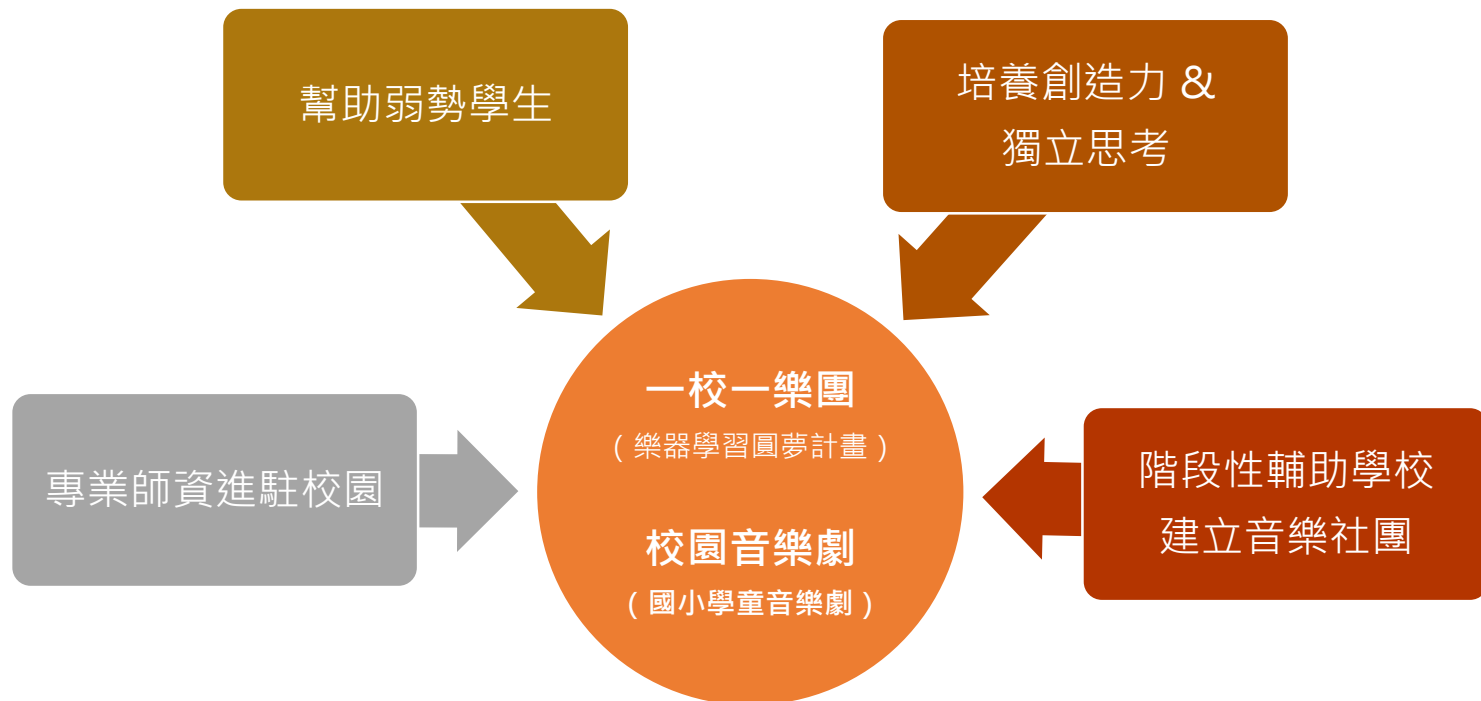 幫助弱勢學生
培養創造力 &
獨立思考
專業師資進駐校園
一校一樂團
(樂器學習圓夢計畫)
校園音樂劇
(國小學童音樂劇)
階段性輔助學校
建立音樂社團